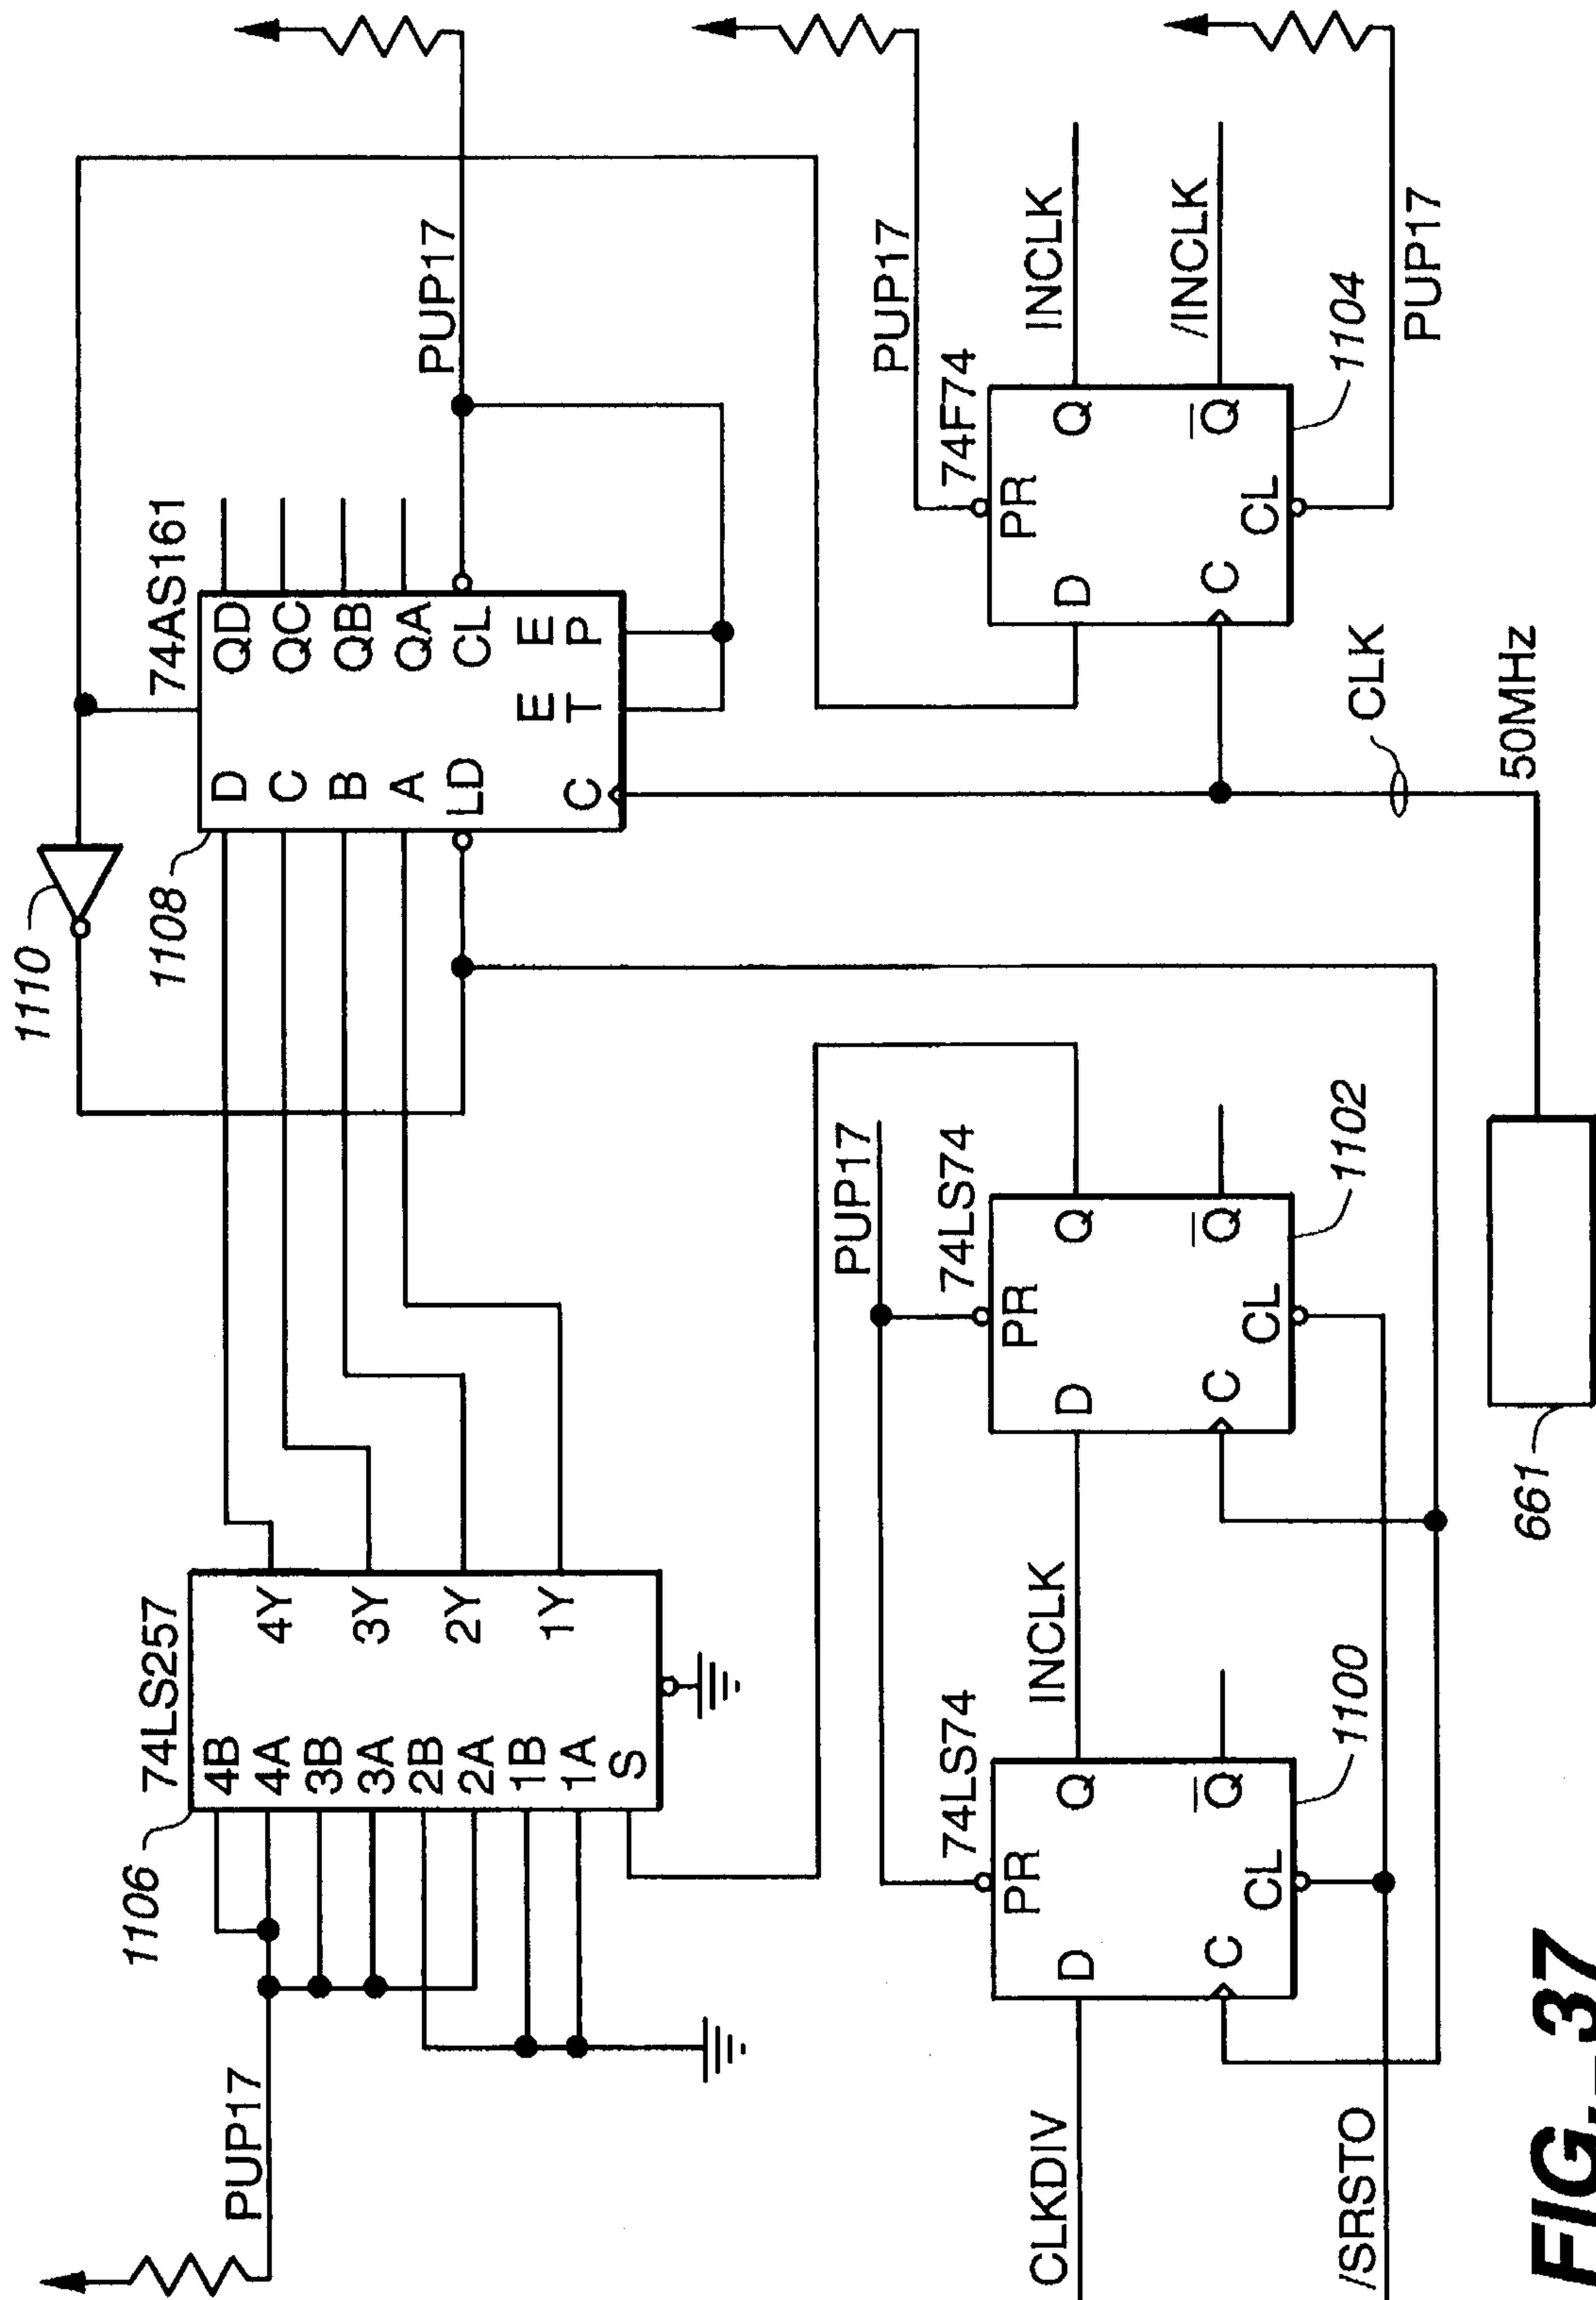 1110
1108
74AS161
D QD
C QC
B QB
A QA
LD CL
C
E E
T P
PUP17
1106
74LS257
4B 4Y
4A
3B 3Y
3A
2B 2Y
2A
1B 1Y
1A
S
PUP17
PUP17
74F74
PR
D Q
C Q
CL
INCLK
/INCLK
1104
PUP17
CLK
50MHz
PUP17
CLKDIV
74LS74
PR
D Q
C Q
CL
1100
INCLK
74LS74
PR
D Q
C Q
CL
1102
/SRSTO
661
FIG._37